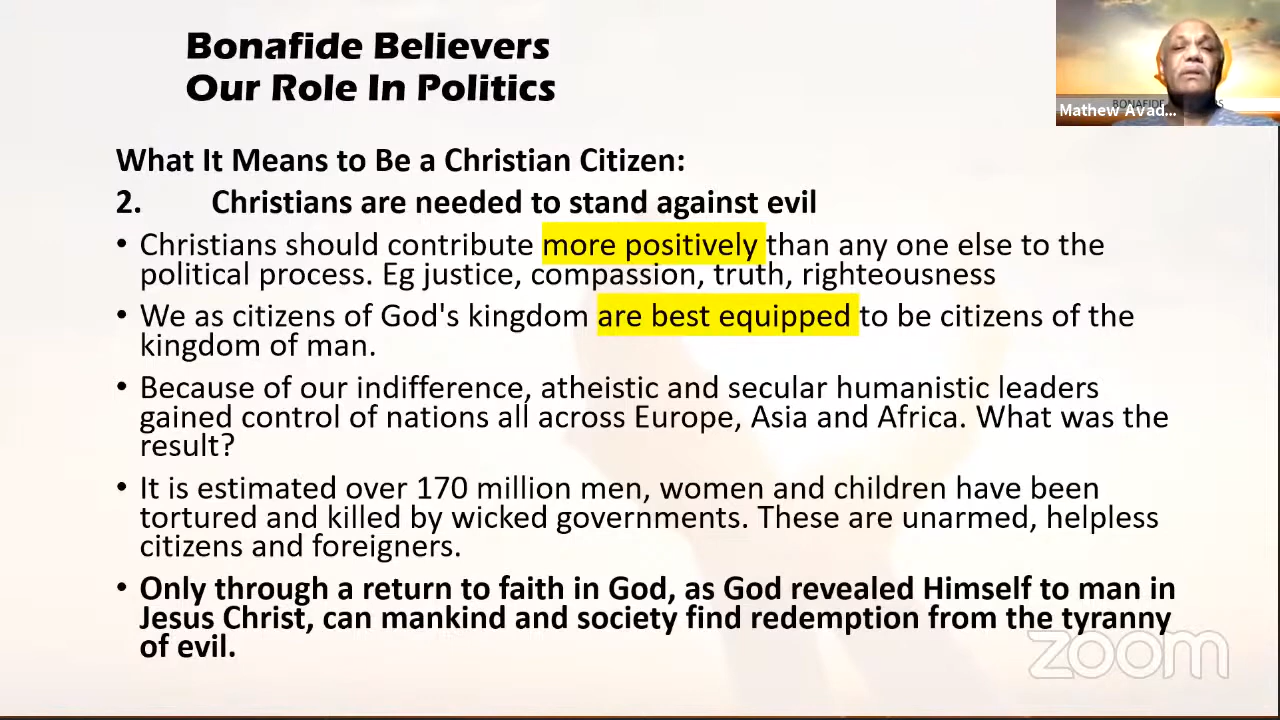 Bonafide Believers
Our Role In Politics
BONAFIDE
Mathew Avad...
What It Means to Be a Christian Citizen:
2. Christians are needed to stand against evil
• Christians should contribute more positively than any one else to the
political process. Eg justice, compassion, truth, righteousness
• We as citizens of God's kingdom are best equipped to be citizens of the
kingdom of man.
• Because of our indifference, atheistic and secular humanistic leaders
gained control of nations all across Europe, Asia and Africa. What was the
result?
• It is estimated over 170 million men, women and children have been
tortured and killed by wicked governments. These are unarmed, helpless
citizens and foreigners.
• Only through a return to faith in God, as God revealed Himself to man in
Jesus Christ, can mankind and society find redemption from the tyranny
of evil.
zoom